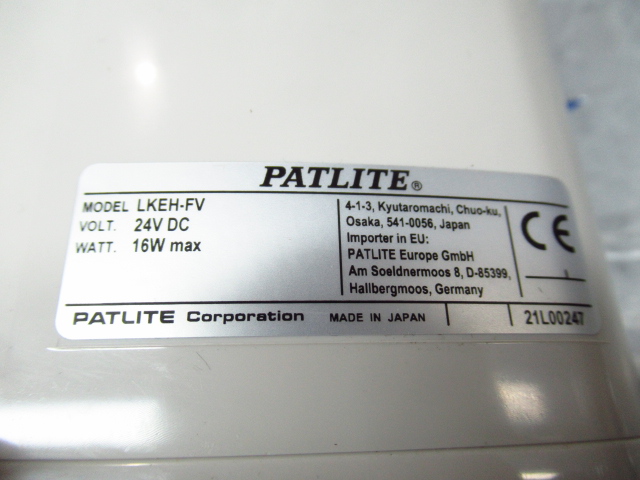 PATLITE®
MODEL LKEH-FV
VOLT. 24V DC
WATT. 16W max
4-1-3, Kyutaromachi, Chuo-ku,
Osaka, 541-0056, Japan
Importer in EU:
PATLITE Europe GmbH
Am Soeldnermoos 8, D-85399,
Hallbergmoos, Germany
CE
PATLITE Corporation MADE IN JAPAN 21L00247